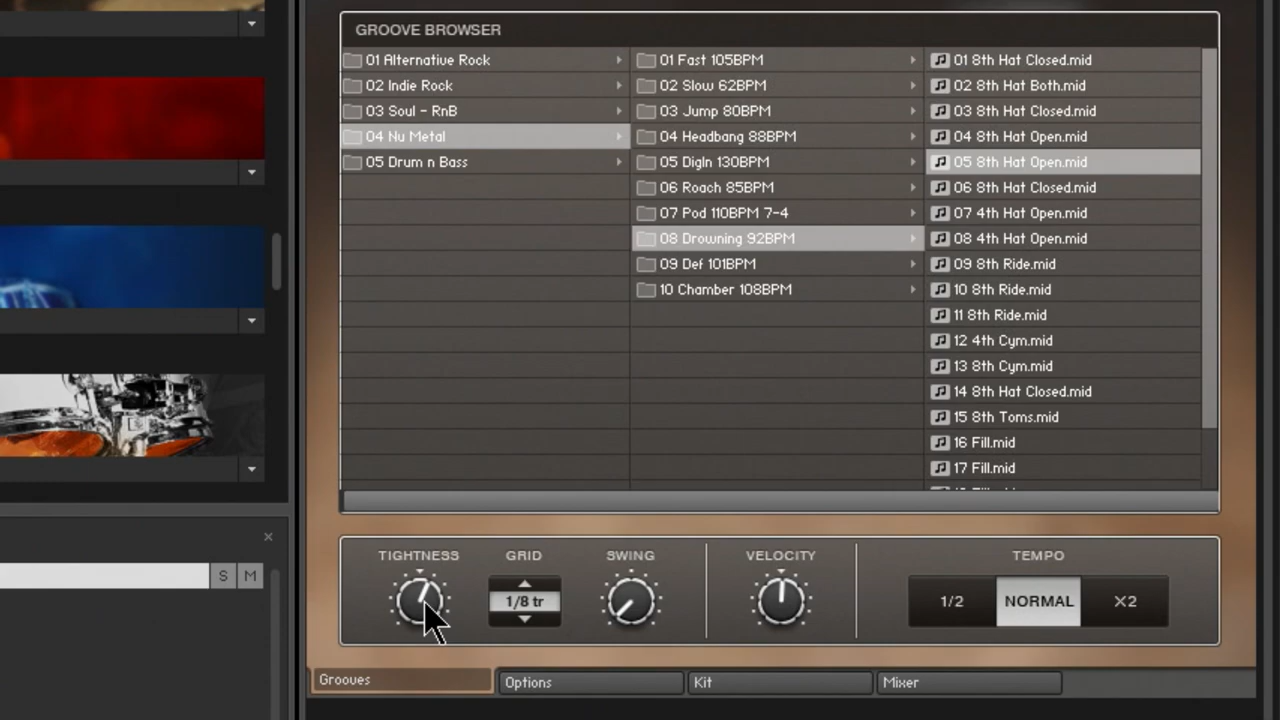 GROOVE BROWSER
01 Alternative Rock
02 Indie Rock
03 Soul - RnB
04 Nu Metal
05 Drum n Bass
01 Fast 105BPM
02 Slow 62BPM
03 Jump 80BPM
04 Headbang 88BPM
05 DigIn 130BPM
06 Roach 85BPM
07 Pod 110BPM 7-4
08 Drowning 92BPM
09 Def 101BPM
10 Chamber 108BPM
01 8th Hat Closed.mid
02 8th Hat Both.mid
03 8th Hat Closed.mid
04 8th Hat Open.mid
05 8th Hat Open.mid
06 8th Hat Closed.mid
07 4th Hat Open.mid
08 4th Hat Open.mid
09 8th Ride.mid
10 8th Ride.mid
11 8th Ride.mid
12 4th Cym.mid
13 8th Cym.mid
14 8th Hat Closed.mid
15 8th Toms.mid
16 Fill.mid
17 Fill.mid
S M
TIGHTNESS GRID SWING VELOCITY TEMPO
1/8 tr 1/2 NORMAL X2
Grooves Options Kit Mixer